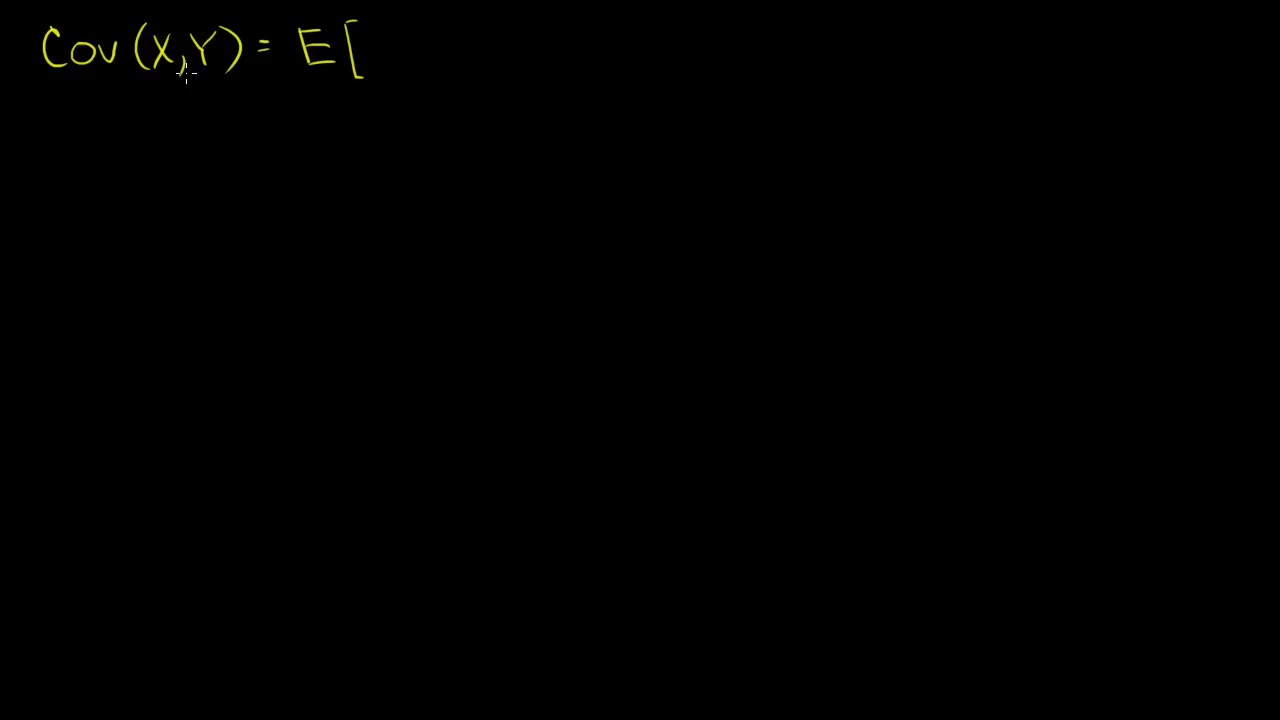 Cov (X,Y) = E[